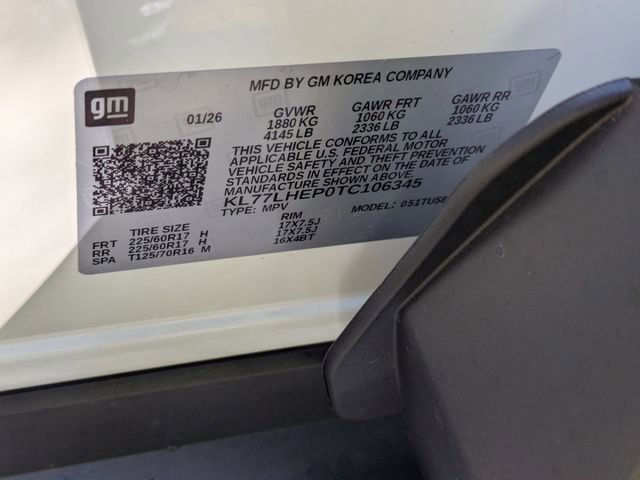 MFD BY GM KOREA COMPANY
gm
01/26 GVWR GAWR FRT GAWR RR
1880 KG 1060 KG 1060 KG
4145 LB 2336 LB 2336 LB
THIS VEHICLE CONFORMS TO ALL
APPLICABLE U.S. FEDERAL MOTOR
VEHICLE SAFETY AND THEFT PREVENTION
STANDARDS IN EFFECT ON THE DATE OF
MANUFACTURE SHOWN ABOVE.
KL77LHEP0TC106345
TYPE: MPV MODEL: 051TU58
TIRE SIZE RIM
FRT 225/60R17 H 17X7.5J
RR 225/60R17 H 17X7.5J
SPA T125/70R16 M 16X4BT